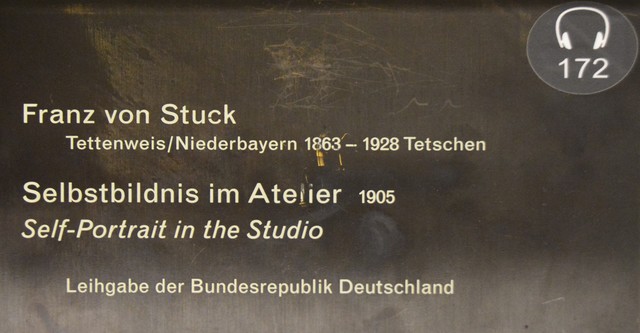 172
Franz von Stuck
Tettenweis/Niederbayern 1863 – 1928 Tetschen
Selbstbildnis im Atelier 1905
Self-Portrait in the Studio
Leihgabe der Bundesrepublik Deutschland